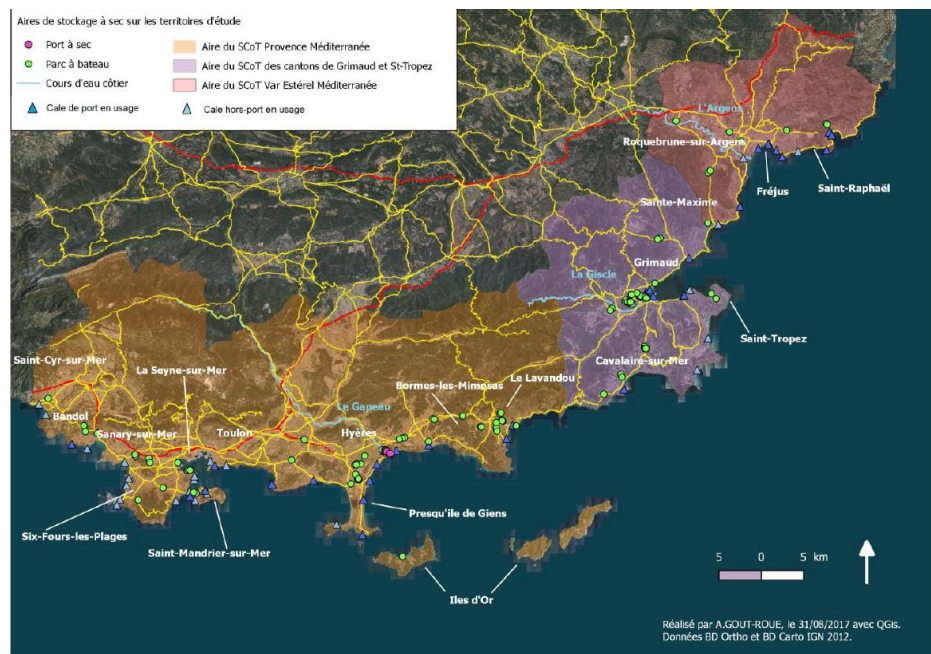 Aires de stockage à sec sur les territoires d'étude
Port à sec
Parc à bateau
Cours d'eau côtier
Cale de port en usage
Aire du SCoT Provence Méditerranée
Aire du SCoT des cantons de Grimaud et St-Tropez
Aire du SCoT Var Estérel Méditerranée
Cale hors-port en usage
L'Argens
Roquebrune-sur-Argens
Saint-Raphaël
Fréjus
Sainte-Maxime
Grimaud
La Giscle
Saint-Tropez
Cavalaire-sur-Mer
Saint-Cyr-sur-Mer
La Seyne-sur-Mer
Le Lavandou
Bormes-les-Mimosas
Le Gapeau
Bandol
Sanary-sur-Mer
Toulon
Hyères
Presqu'ile de Giens
Six-Fours-les-Plages
Saint-Mandrier-sur-Mer
Iles d'Or
5 0 5 km
Réalisé par A.GOUT-ROUE, le 31/08/2017 avec QGis.
Données BD Ortho et BD Carto IGN 2012.